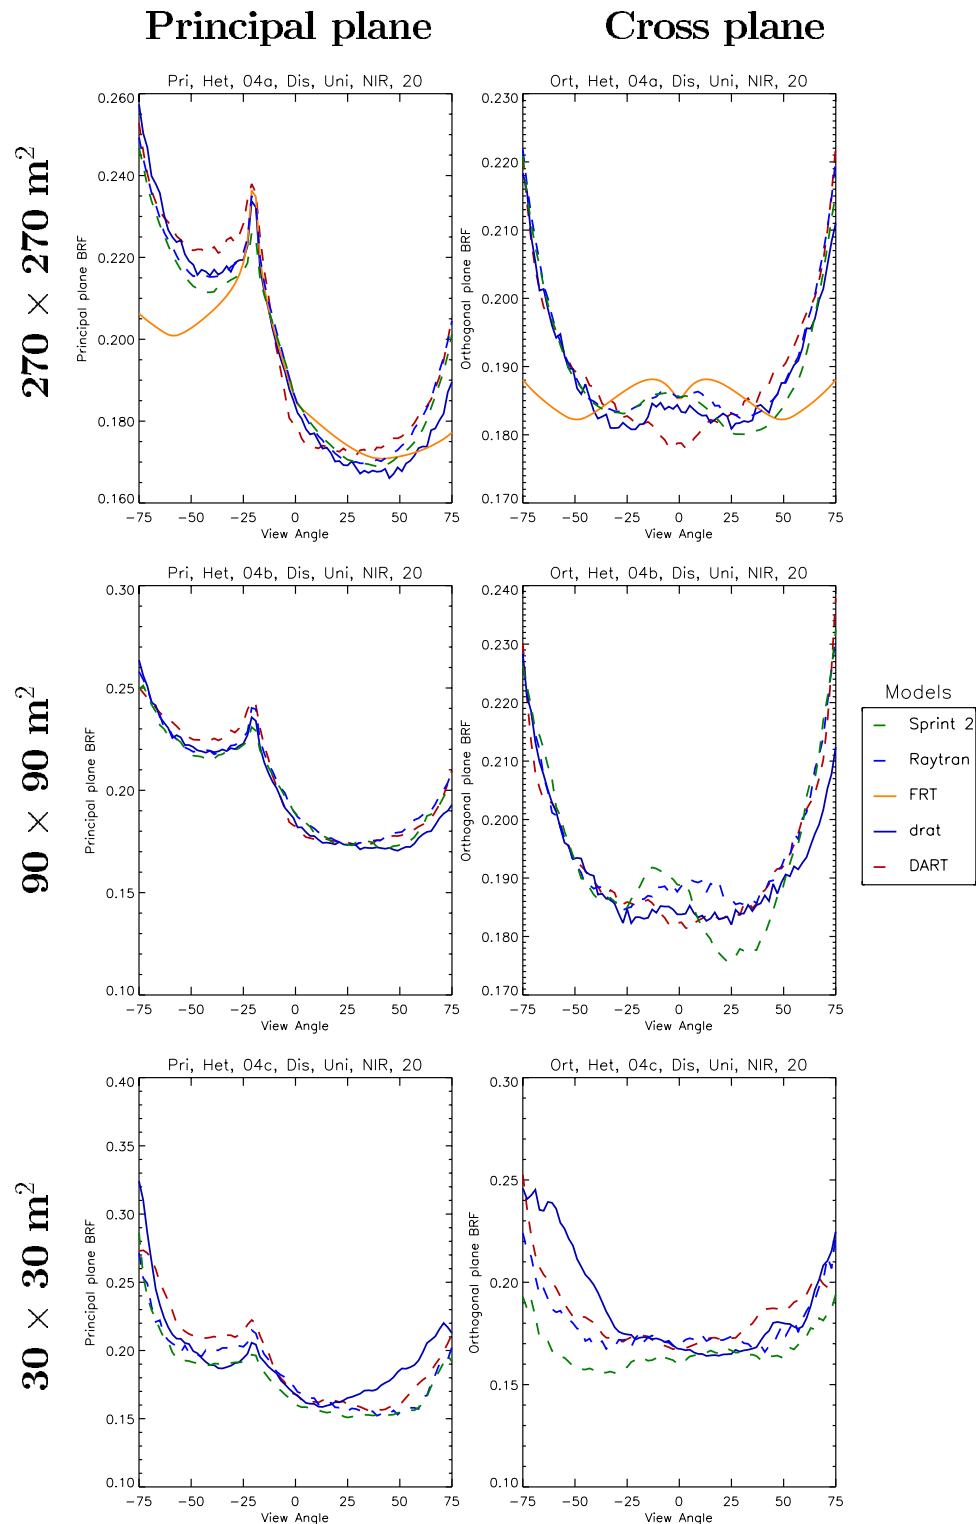 Principal plane
Cross plane
270 × 270 m²
Pri, Het, 04a, Dis, Uni, NIR, 20
Principal plane BRF
0.260
0.240
0.220
0.200
0.180
0.160
−75 −50 −25 0 25 50 75
View Angle
Ort, Het, 04a, Dis, Uni, NIR, 20
Orthogonal plane BRF
0.230
0.220
0.210
0.200
0.190
0.180
0.170
−75 −50 −25 0 25 50 75
View Angle
90 × 90 m²
Pri, Het, 04b, Dis, Uni, NIR, 20
Principal plane BRF
0.30
0.25
0.20
0.15
0.10
−75 −50 −25 0 25 50 75
View Angle
Ort, Het, 04b, Dis, Uni, NIR, 20
Orthogonal plane BRF
0.240
0.230
0.220
0.210
0.200
0.190
0.180
0.170
−75 −50 −25 0 25 50 75
View Angle
Models
Sprint 2
Raytran
FRT
drat
DART
30 × 30 m²
Pri, Het, 04c, Dis, Uni, NIR, 20
Principal plane BRF
0.40
0.35
0.30
0.25
0.20
0.15
0.10
−75 −50 −25 0 25 50 75
View Angle
Ort, Het, 04c, Dis, Uni, NIR, 20
Orthogonal plane BRF
0.30
0.25
0.20
0.15
0.10
−75 −50 −25 0 25 50 75
View Angle